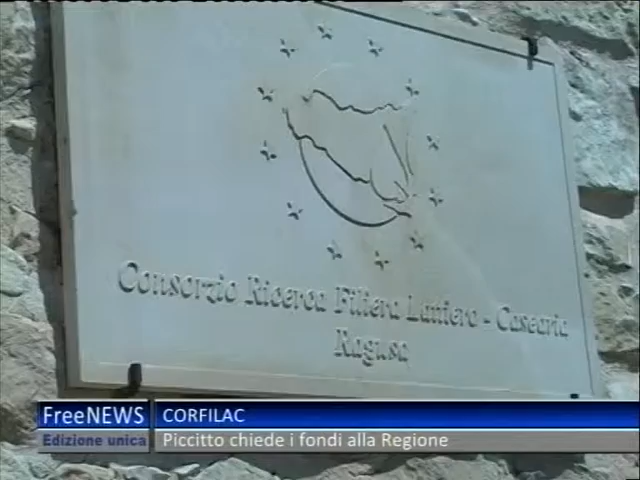 Consorzio Ricerca Filiera Lattiero - Casearia
Ragusa
FreeNEWS
CORFILAC
Edizione unica
Piccitto chiede i fondi alla Regione